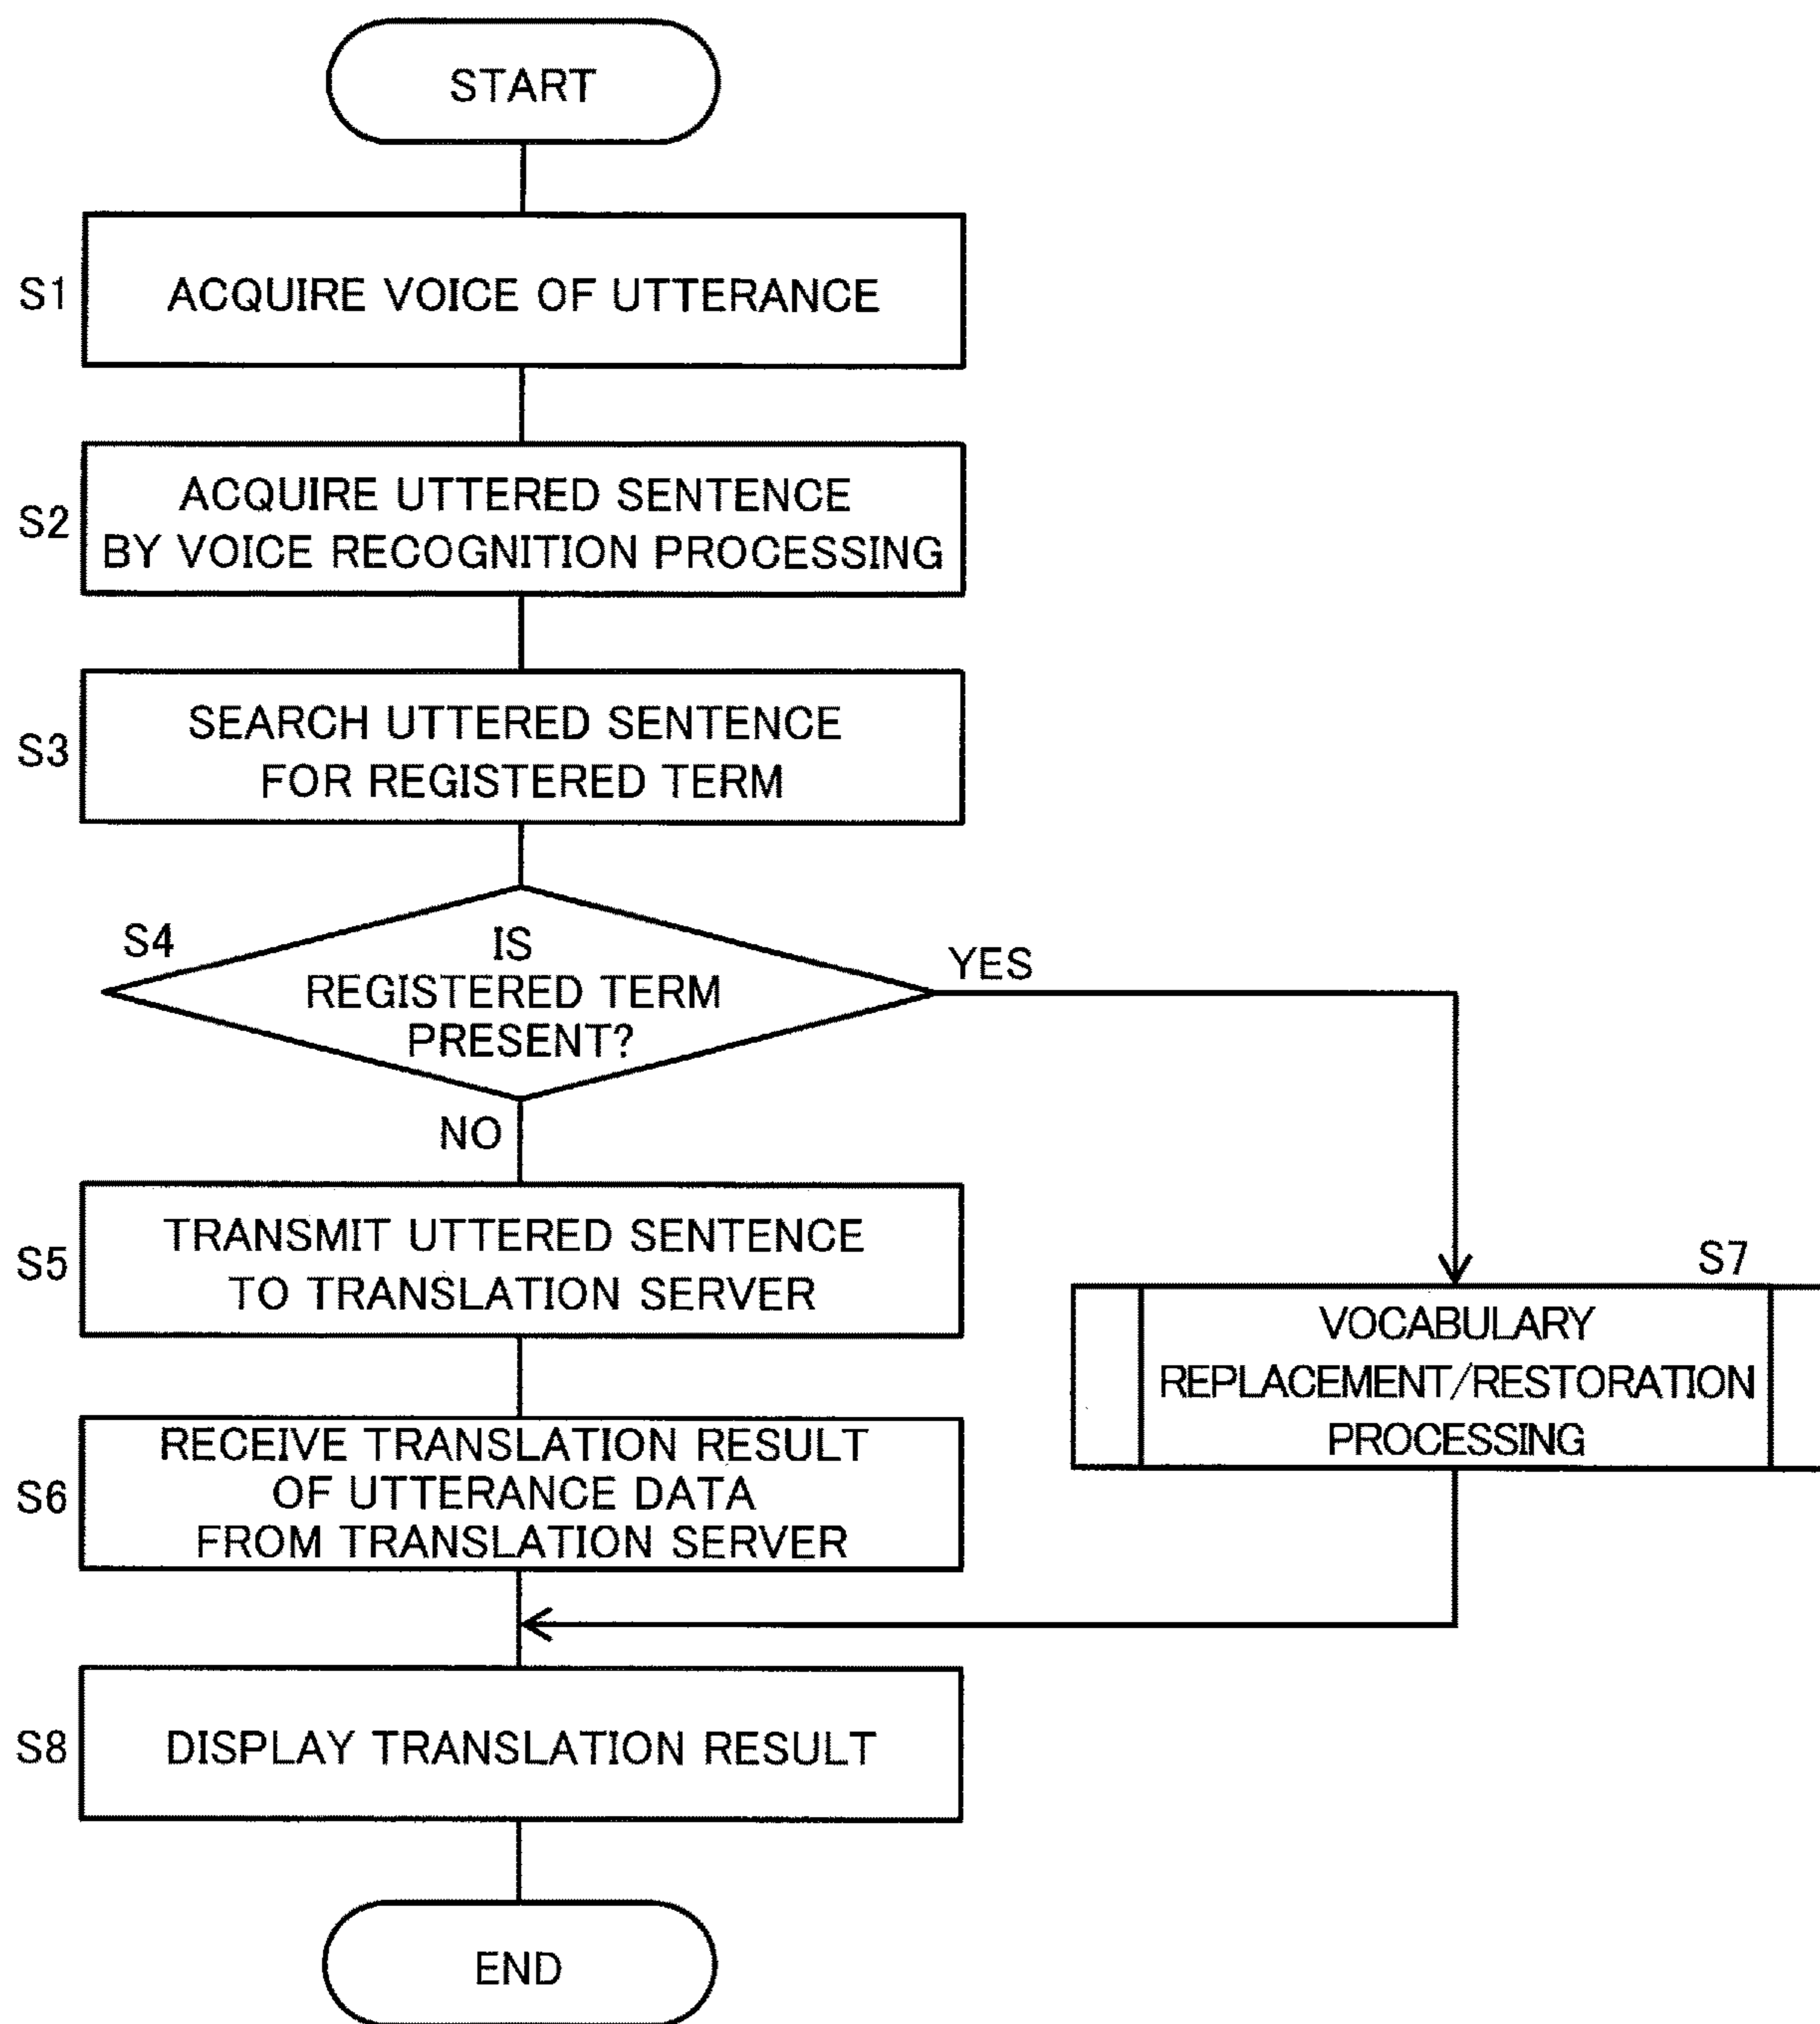 START
S1
ACQUIRE VOICE OF UTTERANCE
S2
ACQUIRE UTTERED SENTENCE
BY VOICE RECOGNITION PROCESSING
S3
SEARCH UTTERED SENTENCE
FOR REGISTERED TERM
S4
IS
REGISTERED TERM
PRESENT?
YES
NO
S5
TRANSMIT UTTERED SENTENCE
TO TRANSLATION SERVER
S6
RECEIVE TRANSLATION RESULT
OF UTTERANCE DATA
FROM TRANSLATION SERVER
S7
VOCABULARY
REPLACEMENT/RESTORATION
PROCESSING
S8
DISPLAY TRANSLATION RESULT
END